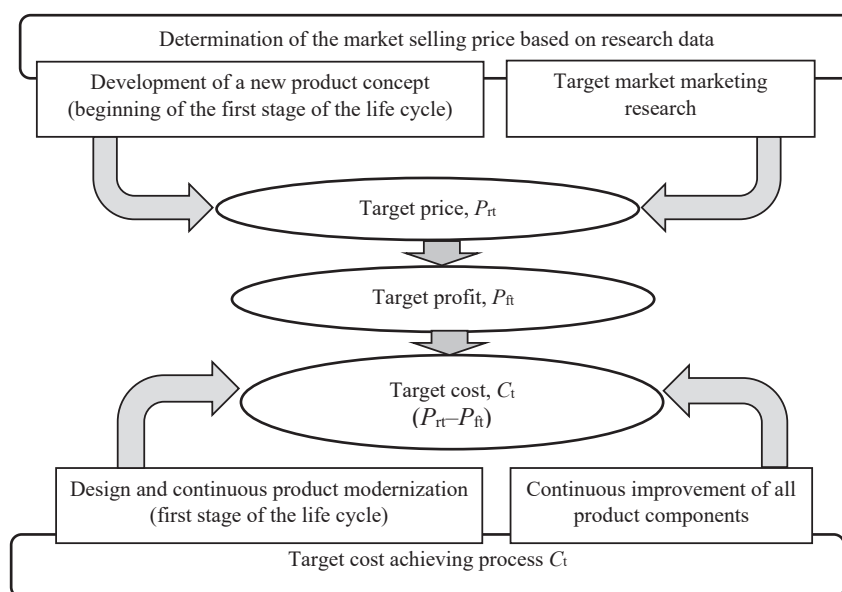 Determination of the market selling price based on research data
Development of a new product concept
(beginning of the first stage of the life cycle)
Target market marketing
research
Target price, Prt
Target profit, Pft
Target cost, Ct
(Prt–Pft)
Design and continuous product modernization
(first stage of the life cycle)
Continuous improvement of all
product components
Target cost achieving process Ct